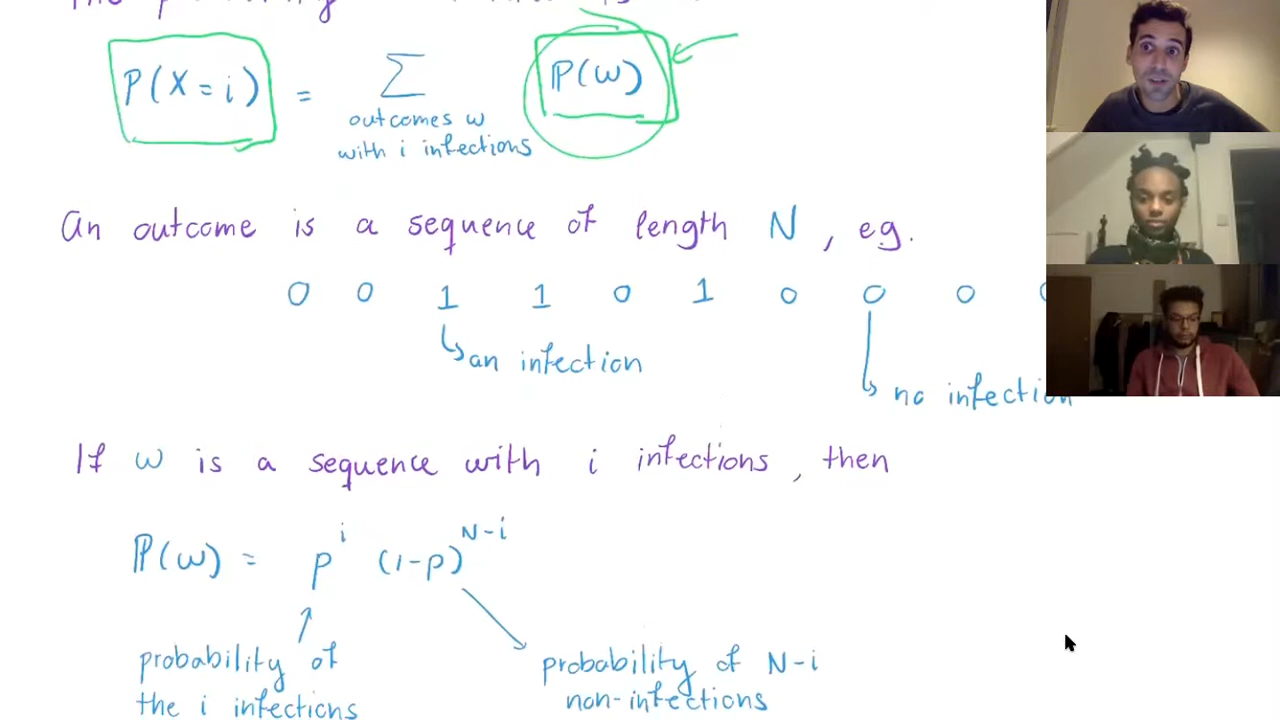 P(X = i) = Σ ℙ(ω)
outcomes ω
with i infections
An outcome is a sequence of length N, eg.
0 0 1 1 0 1 0 0 0
an infection
no infection
If ω is a sequence with i infections, then
ℙ(ω) = p^i (1-p)^{N-i}
probability of
the i infections
probability of N-i
non-infections